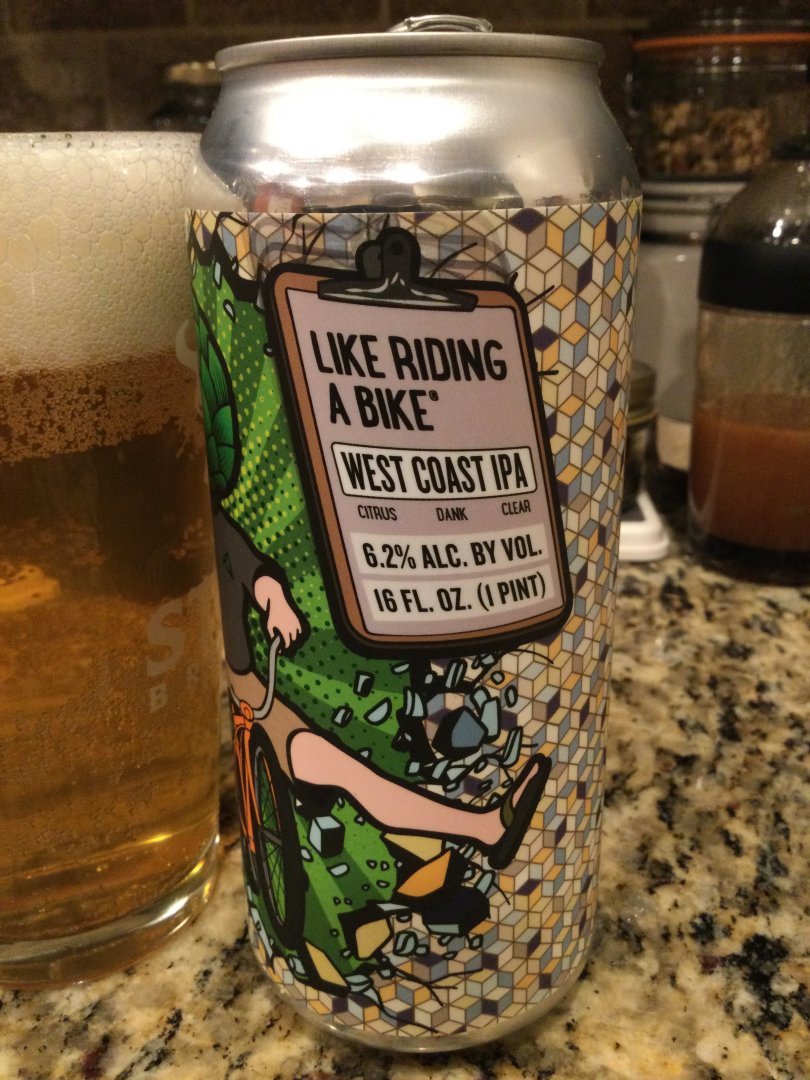 LIKE RIDING
A BIKE®
WEST COAST IPA
CITRUS DANK CLEAR
6.2% ALC. BY VOL.
16 FL. OZ. (1 PINT)